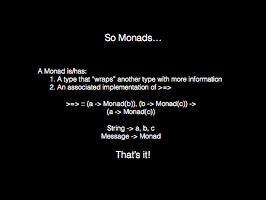 So Monads...
A Monad is/has:
1. A type that “wraps” another type with more information
2. An associated implementation of >=>
>=> :: (a -> Monad(b)), (b -> Monad(c)) ->
(a -> Monad(c))
String -> a, b, c
Message -> Monad
That's it!